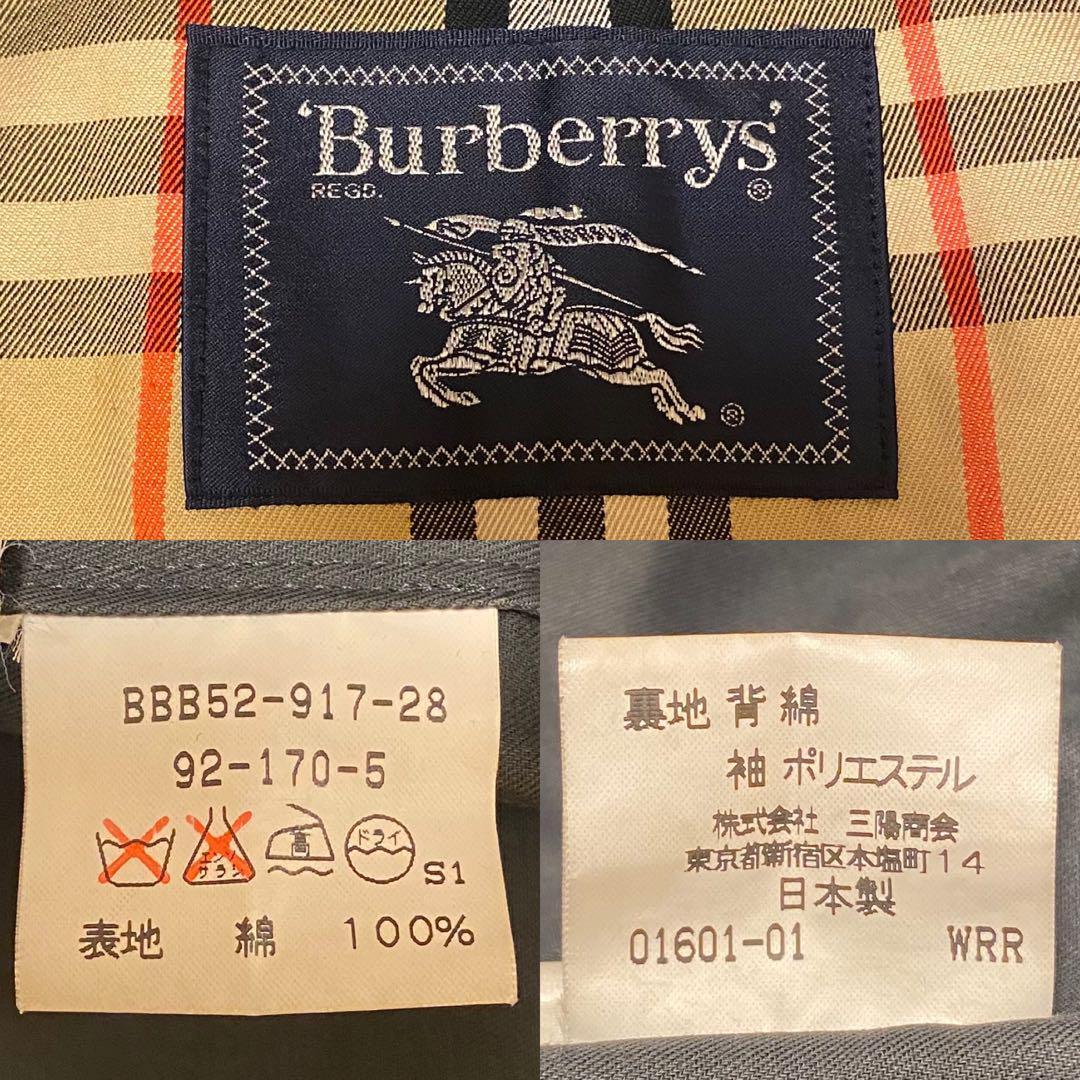 'Burberrys'
REGD.
®
®
BBB52-917-28
92-170-5
エンソ
サラシ
高
ドライ
S1
表地 綿 100%
裏地 背 綿
袖 ポリエステル
株式会社 三陽商会
東京都新宿区本塩町14
日本製
01601-01 WRR